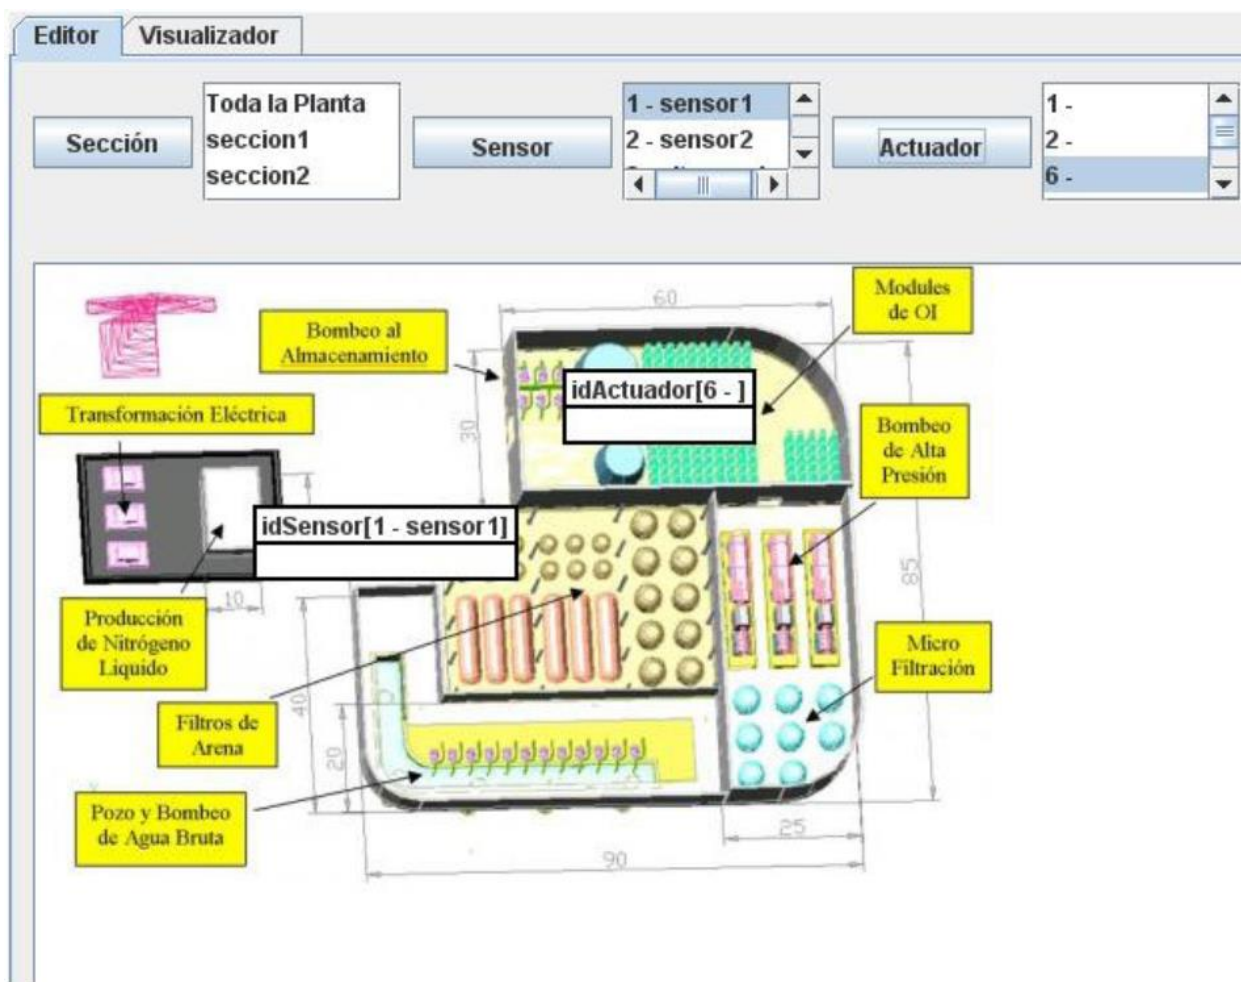 Editor
Visualizador
Sección
Toda la Planta
seccion1
seccion2
Sensor
1 - sensor1
2 - sensor2
Actuador
1 -
2 -
6 -
60
Modules
de OI
Bombeo al
Almacenamiento
idActuador[6 - ]
Transformación Eléctrica
30
Bombeo
de Alta
Presión
idSensor[1 - sensor1]
85
10
Producción
de Nitrógeno
Liquido
Micro
Filtración
40
Filtros de
Arena
20
Pozo y Bombeo
de Agua Bruta
25
90